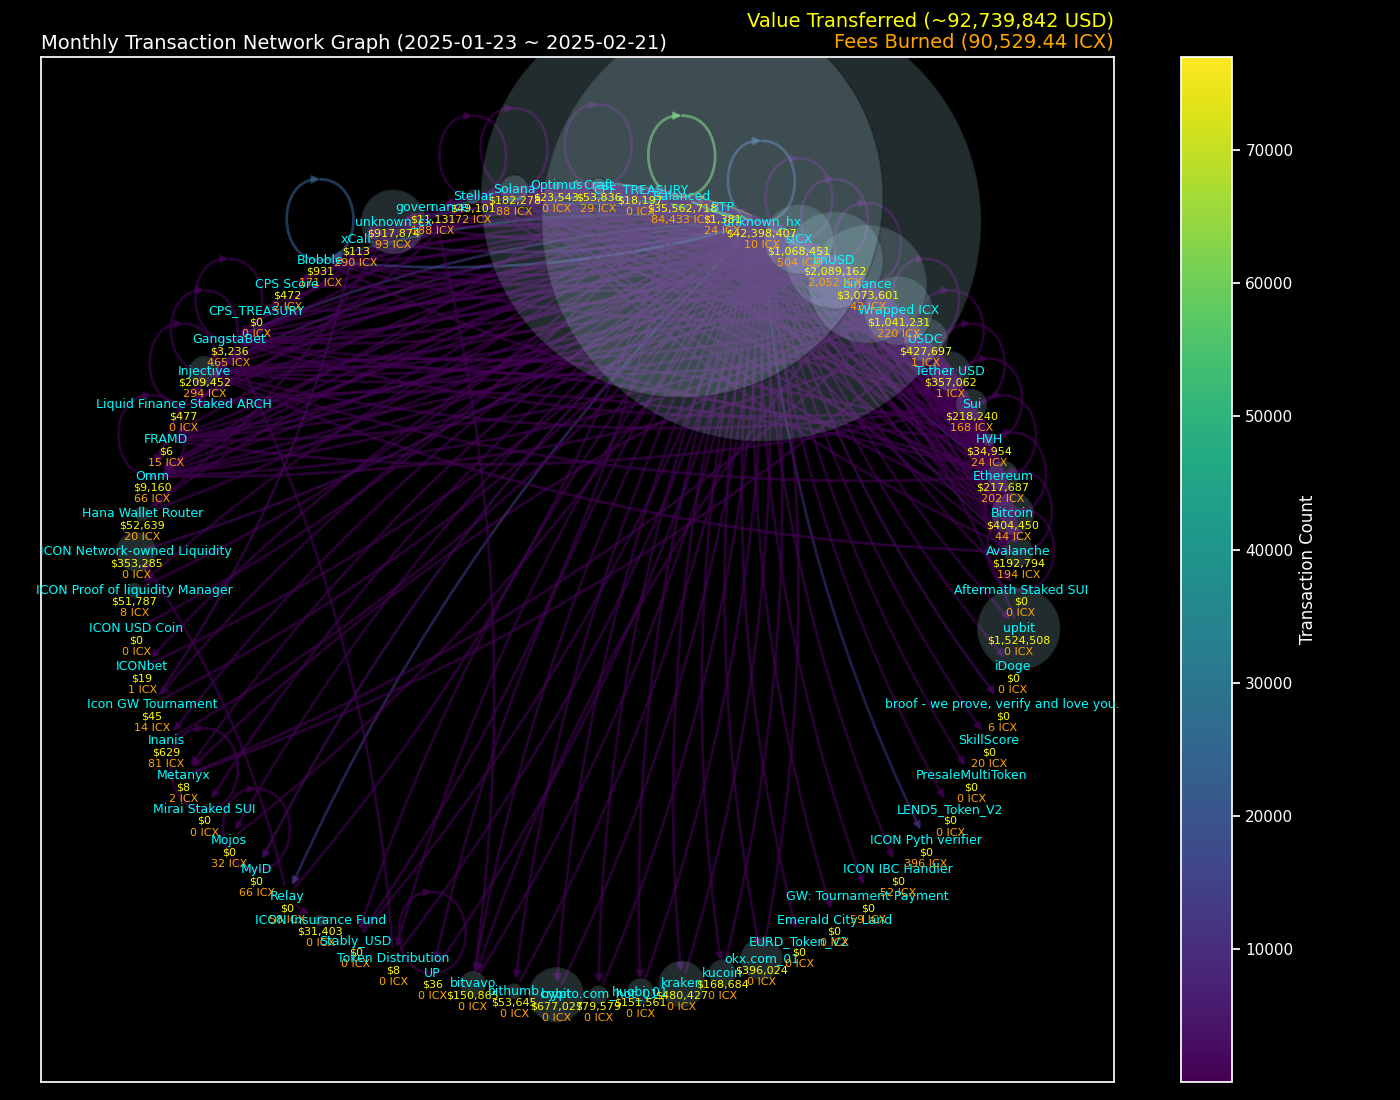 Value Transferred (~92,739,842 USD)
Monthly Transaction Network Graph (2025-01-23 ~ 2025-02-21)
Fees Burned (90,529.44 ICX)
Optimus
$23,543
0 ICX
Craft
$53,836
29 ICX
TREASURY
$18,197
0 ICX
Balanced
$35,562,718
84,433 ICX
BTP
$1,381
24 ICX
unknown_hx
$42,398,407
10 ICX
sICX
$1,068,451
504 ICX
bnUSD
$2,089,162
2,052 ICX
binance
$3,073,601
42 ICX
Wrapped ICX
$1,041,231
220 ICX
USDC
$427,697
1 ICX
Tether USD
$357,062
1 ICX
Sui
$218,240
168 ICX
HVH
$34,954
24 ICX
Ethereum
$217,687
202 ICX
Bitcoin
$404,450
44 ICX
Avalanche
$192,794
194 ICX
Aftermath Staked SUI
$0
0 ICX
upbit
$1,524,508
0 ICX
iDoge
$0
0 ICX
broof - we prove, verify and love you.
$0
6 ICX
SkillScore
$0
20 ICX
PresaleMultiToken
$0
0 ICX
LEND5_Token_V2
$0
0 ICX
ICON Pyth verifier
$0
396 ICX
ICON IBC Handler
$0
52 ICX
GW: Tournament Payment
$0
59 ICX
Emerald City Land
$0
0 ICX
EURD_Token_V2
$0
0 ICX
okx.com_01
$396,024
0 ICX
kucoin
$168,684
0 ICX
kraken
$480,427
0 ICX
huobi
$151,561
0 ICX
crypto.com
$79,579
0 ICX
$677,027
0 ICX
bithumb
$53,645
0 ICX
bitvavo
$150,864
0 ICX
UP
$36
0 ICX
Token Distribution
$8
0 ICX
Stably_USD
$0
0 ICX
ICON Insurance Fund
$31,403
0 ICX
Relay
$0
ICX
MyID
$0
66 ICX
Mojos
$0
32 ICX
Mirai Staked SUI
$0
0 ICX
Metanyx
$8
2 ICX
Inanis
$629
81 ICX
Icon GW Tournament
$45
14 ICX
ICONbet
$19
1 ICX
ICON USD Coin
$0
0 ICX
ICON Proof of liquidity Manager
$51,787
8 ICX
ICON Network-owned Liquidity
$353,285
0 ICX
Hana Wallet Router
$52,639
20 ICX
Omm
$9,160
66 ICX
FRAMD
$6
15 ICX
Liquid Finance Staked ARCH
$477
0 ICX
Injective
$209,452
294 ICX
GangstaBet
$3,236
465 ICX
CPS_TREASURY
$0
0 ICX
CPS Score
$472
2 ICX
Blobble
$931
171 ICX
xCall
$113
190 ICX
unknown_cx
$917,874
93 ICX
governance
$11,131
188 ICX
Stellar
$49,101
72 ICX
Solana
$182,278
88 ICX
70000
60000
50000
40000
30000
20000
10000
Transaction Count